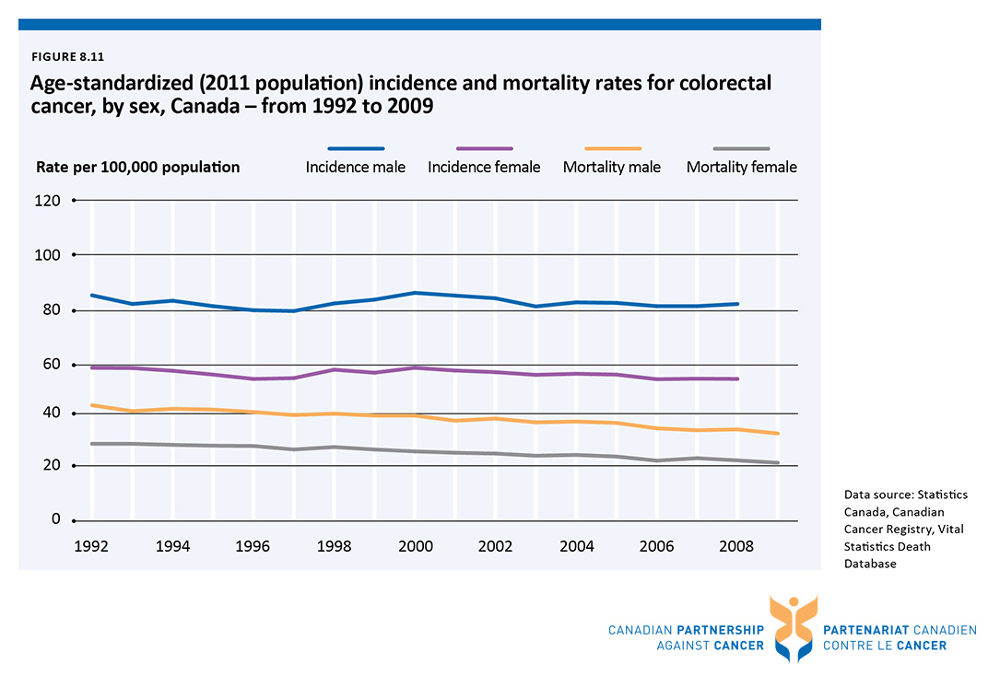 FIGURE 8.11
Age-standardized (2011 population) incidence and mortality rates for colorectal
cancer, by sex, Canada – from 1992 to 2009
Rate per 100,000 population
Incidence male
Incidence female
Mortality male
Mortality female
120
100
80
60
40
20
0
1992 1994 1996 1998 2000 2002 2004 2006 2008
Data source: Statistics
Canada, Canadian
Cancer Registry, Vital
Statistics Death
Database
CANADIAN PARTNERSHIP
AGAINST CANCER
PARTENARIAT CANADIEN
CONTRE LE CANCER